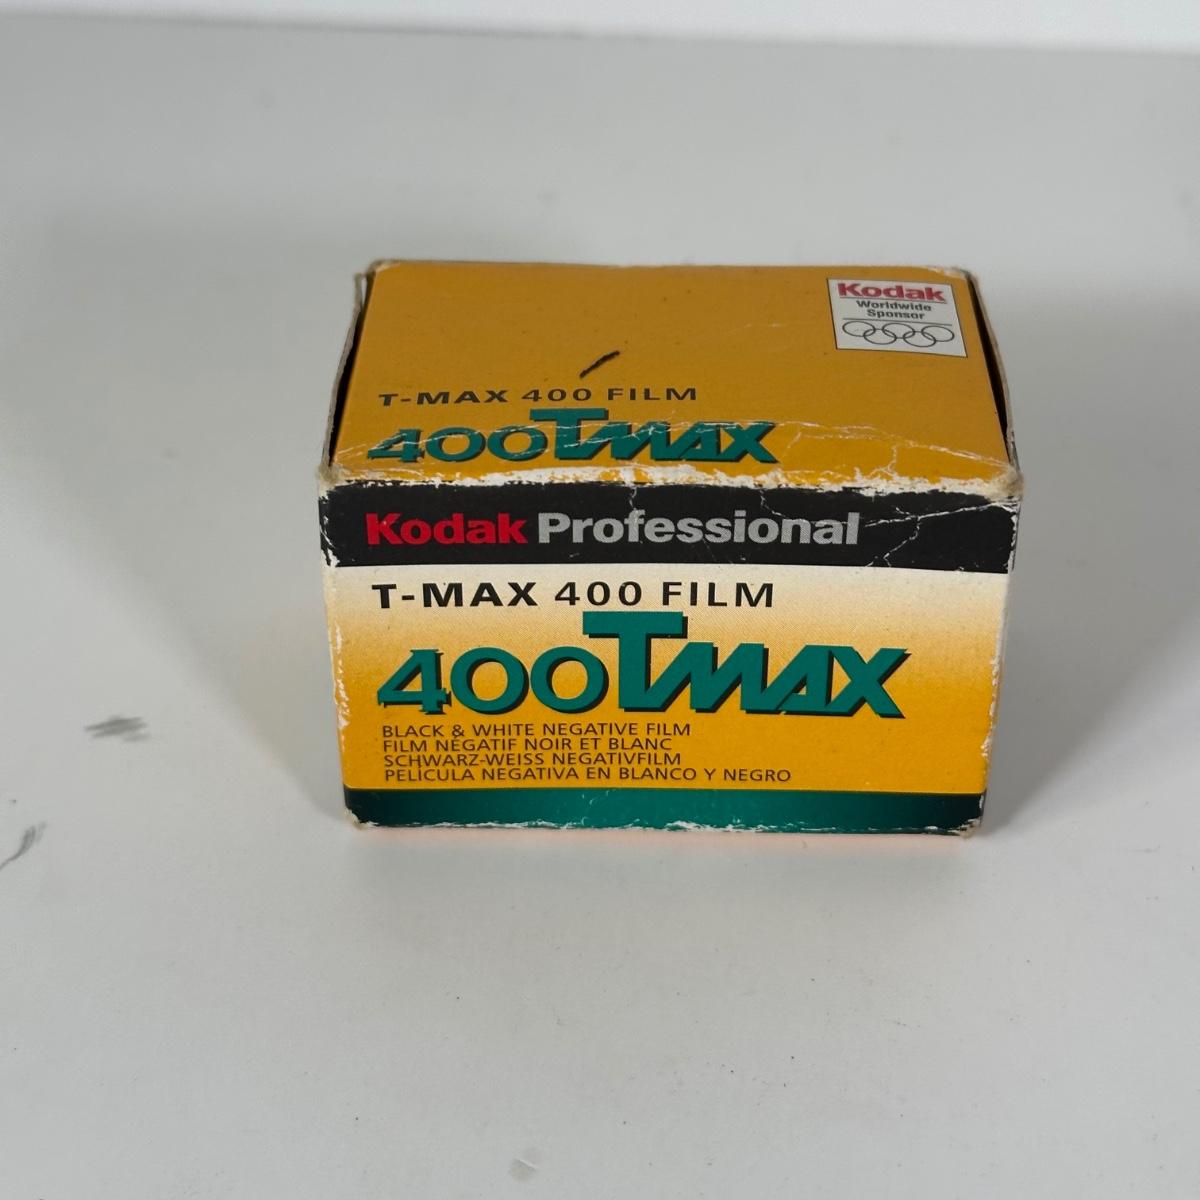 Kodak
Worldwide
Sponsor
T-MAX 400 FILM
400TMAX
Kodak Professional
T-MAX 400 FILM
400TMAX
BLACK & WHITE NEGATIVE FILM
FILM NÉGATIF NOIR ET BLANC
SCHWARZ-WEISS NEGATIVFILM
PELÍCULA NEGATIVA EN BLANCO Y NEGRO